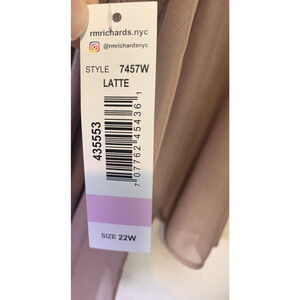 rmrichards.nyc
@rmrichardsnyc
STYLE 7457W
LATTE
435553
7 07762 45436 1
SIZE 22W